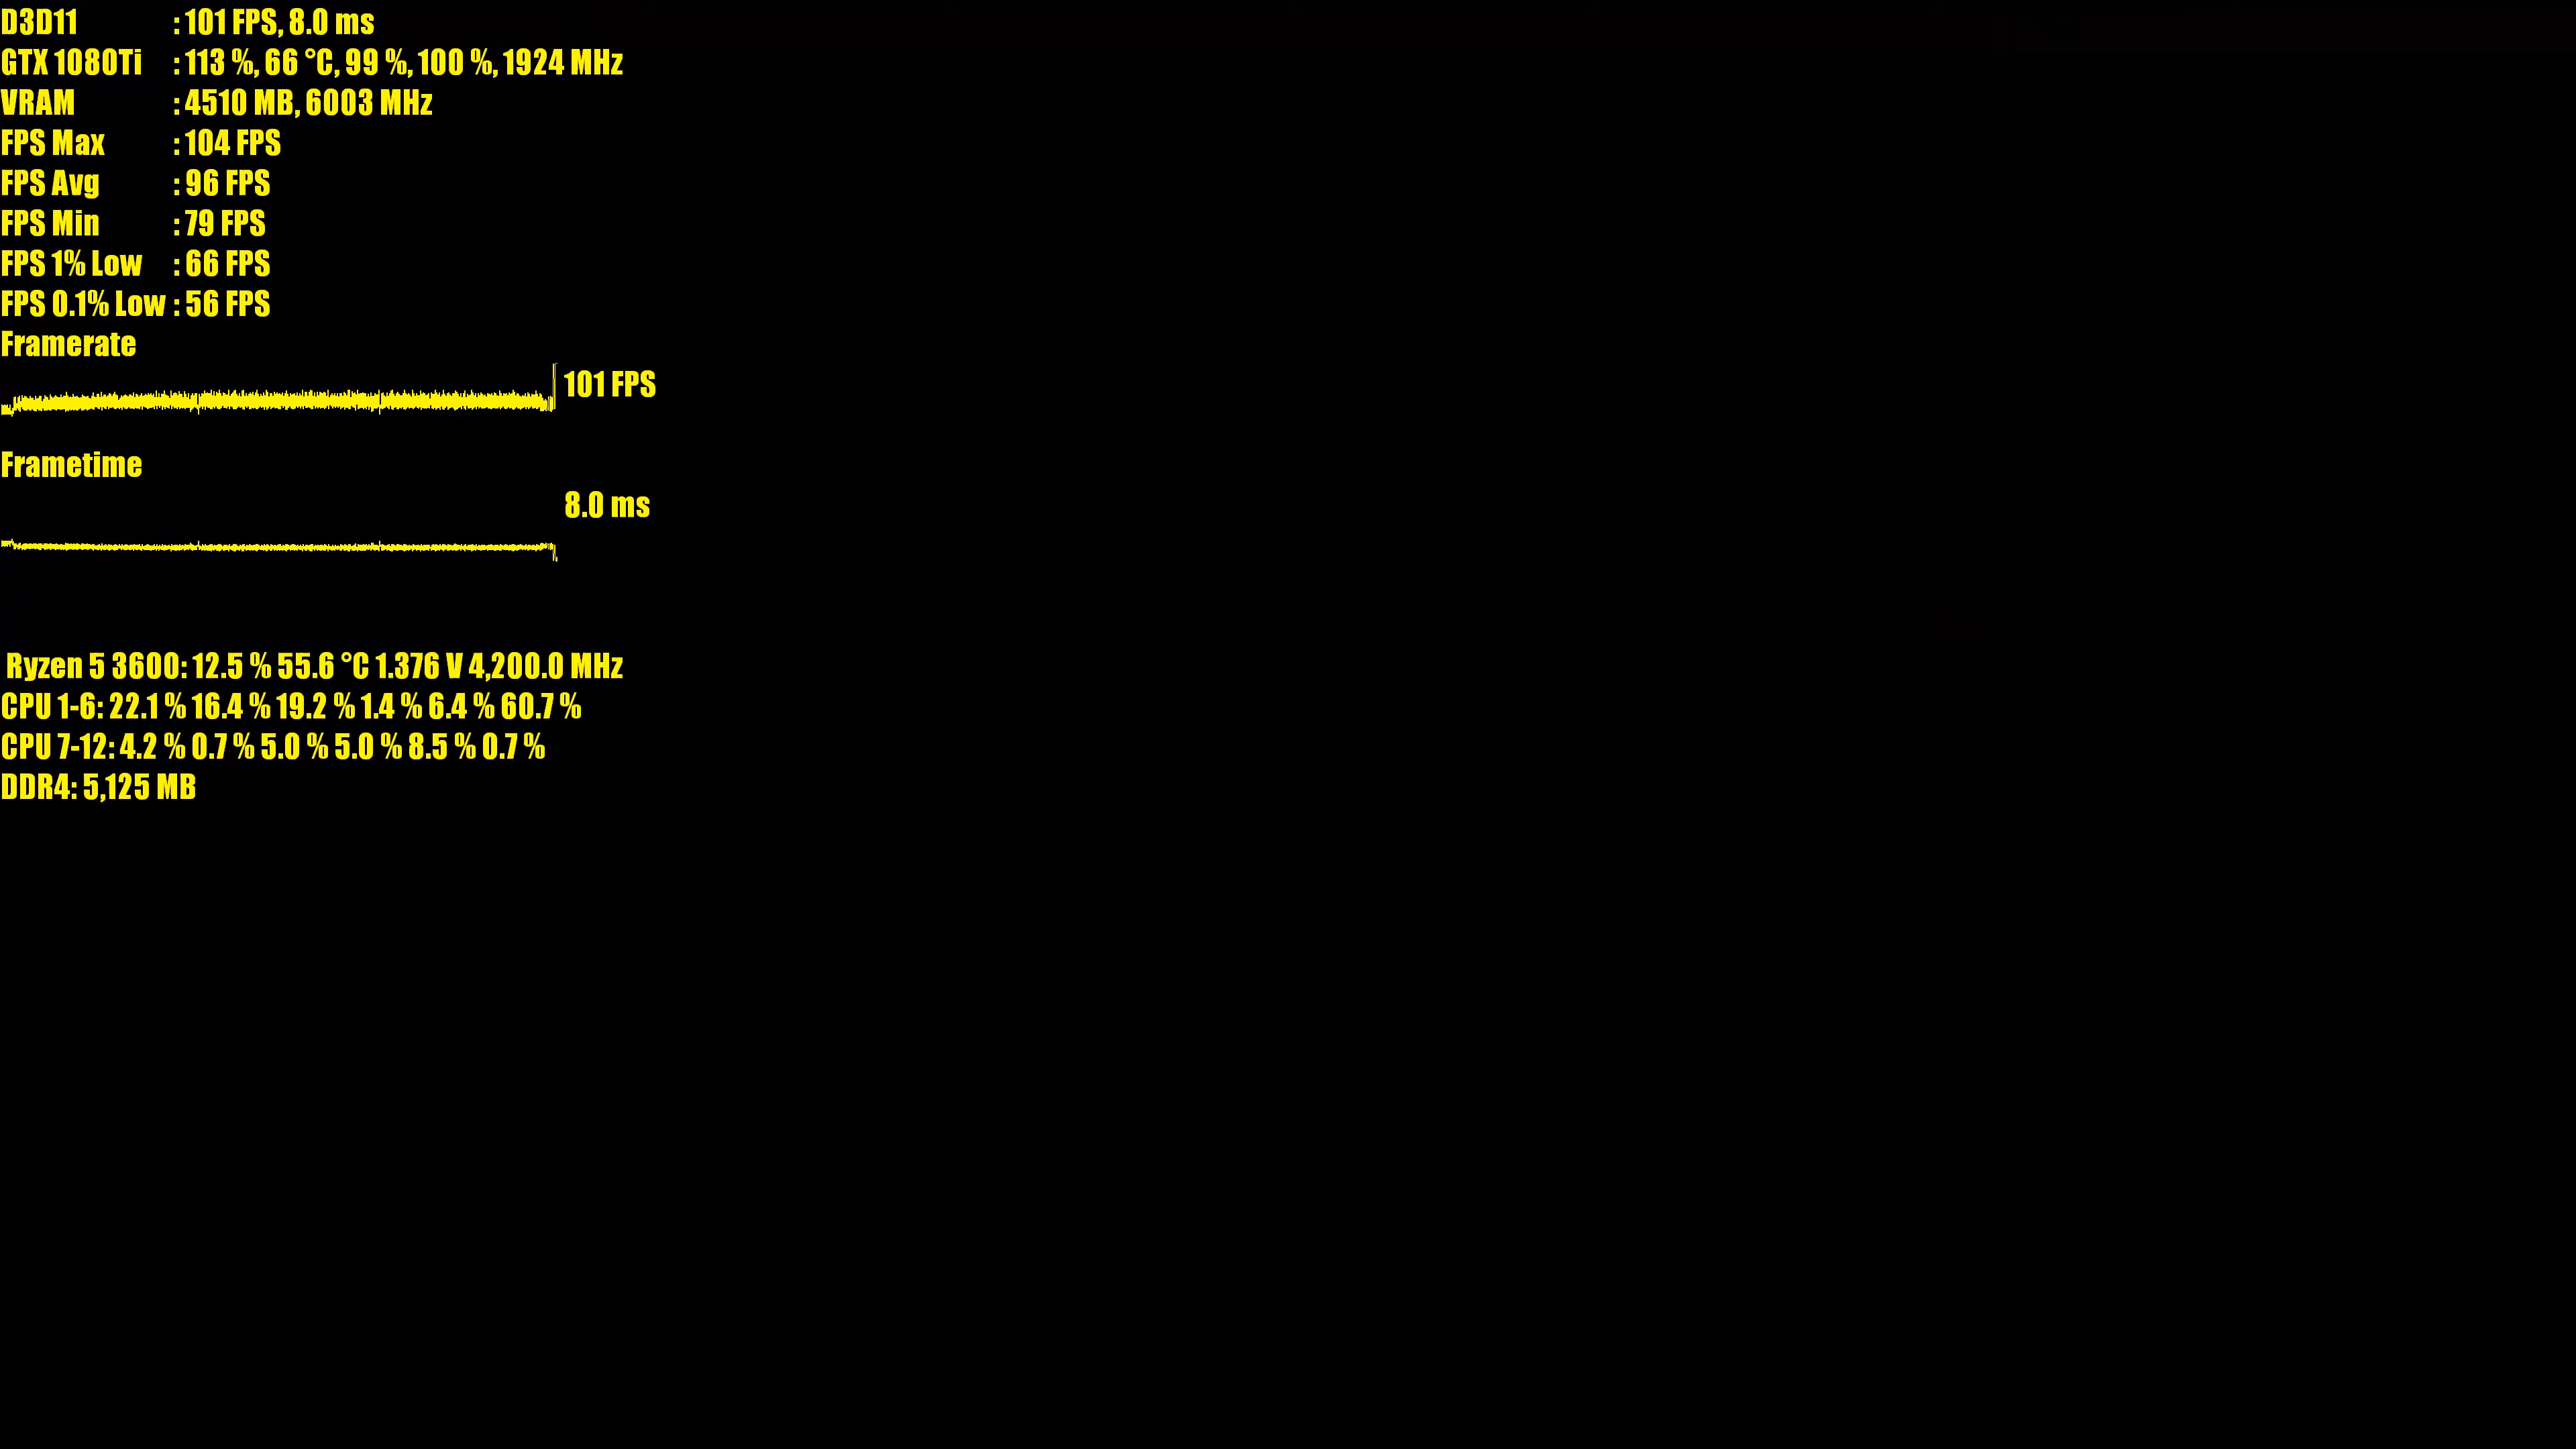 D3D11 : 101 FPS, 8.0 ms
GTX 1080Ti : 113 %, 66 °C, 99 %, 100 %, 1924 MHz
VRAM : 4510 MB, 6003 MHz
FPS Max : 104 FPS
FPS Avg : 96 FPS
FPS Min : 79 FPS
FPS 1% Low : 66 FPS
FPS 0.1% Low : 56 FPS
Framerate
101 FPS
Frametime
8.0 ms
Ryzen 5 3600: 12.5 % 55.6 °C 1.376 V 4,200.0 MHz
CPU 1-6: 22.1 % 16.4 % 19.2 % 1.4 % 6.4 % 60.7 %
CPU 7-12: 4.2 % 0.7 % 5.0 % 5.0 % 8.5 % 0.7 %
DDR4: 5,125 MB